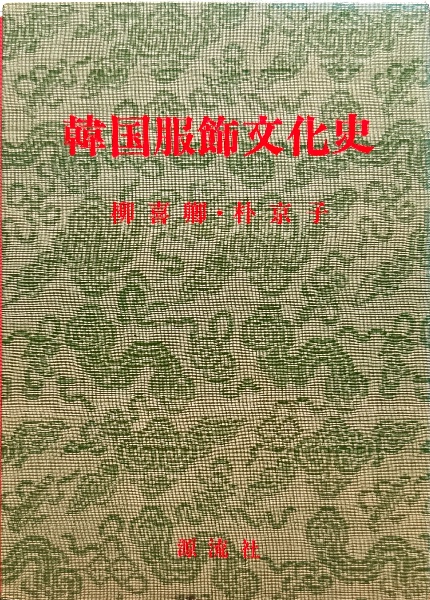 韓国服飾文化史
柳喜卿・朴京子
源流社